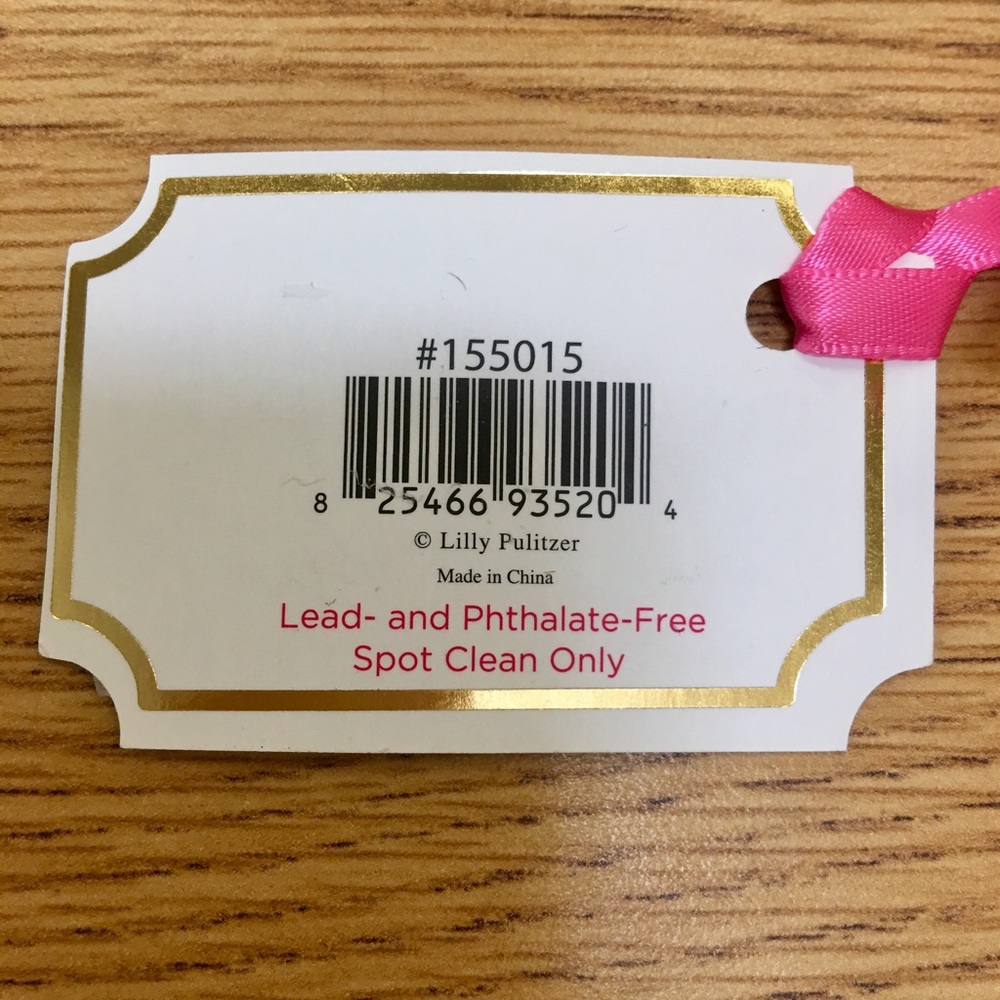 #155015
8 25466 93520 4
© Lilly Pulitzer
Made in China
Lead- and Phthalate-Free
Spot Clean Only